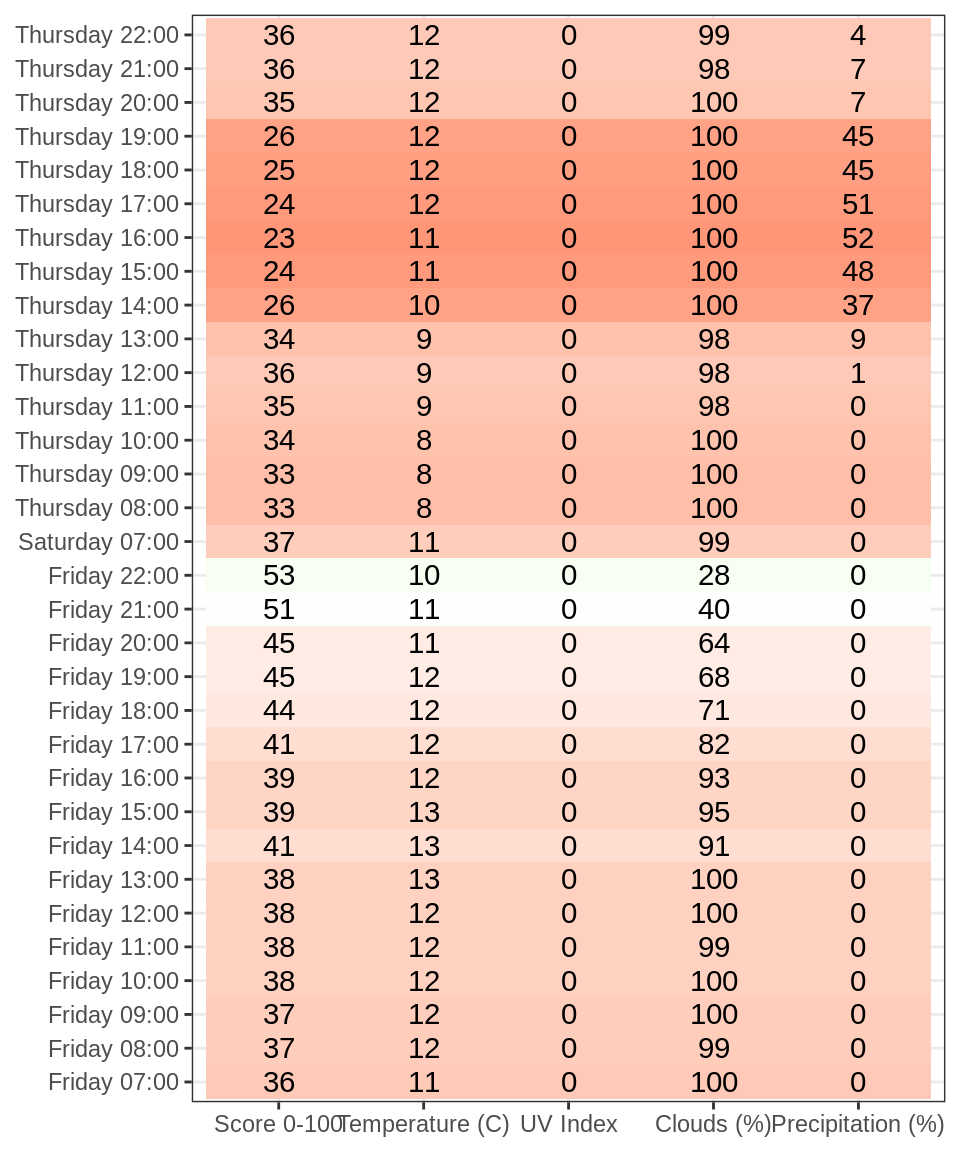 Thursday 22:00 36 12 0 99 4
Thursday 21:00 36 12 0 98 7
Thursday 20:00 35 12 0 100 7
Thursday 19:00 26 12 0 100 45
Thursday 18:00 25 12 0 100 45
Thursday 17:00 24 12 0 100 51
Thursday 16:00 23 11 0 100 52
Thursday 15:00 24 11 0 100 48
Thursday 14:00 26 10 0 100 37
Thursday 13:00 34 9 0 98 9
Thursday 12:00 36 9 0 98 1
Thursday 11:00 35 9 0 98 0
Thursday 10:00 34 8 0 100 0
Thursday 09:00 33 8 0 100 0
Thursday 08:00 33 8 0 100 0
Saturday 07:00 37 11 0 99 0
Friday 22:00 53 10 0 28 0
Friday 21:00 51 11 0 40 0
Friday 20:00 45 11 0 64 0
Friday 19:00 45 12 0 68 0
Friday 18:00 44 12 0 71 0
Friday 17:00 41 12 0 82 0
Friday 16:00 39 12 0 93 0
Friday 15:00 39 13 0 95 0
Friday 14:00 41 13 0 91 0
Friday 13:00 38 13 0 100 0
Friday 12:00 38 12 0 100 0
Friday 11:00 38 12 0 99 0
Friday 10:00 38 12 0 100 0
Friday 09:00 37 12 0 100 0
Friday 08:00 37 12 0 99 0
Friday 07:00 36 11 0 100 0
Score 0-100 Temperature (C) UV Index Clouds (%) Precipitation (%)